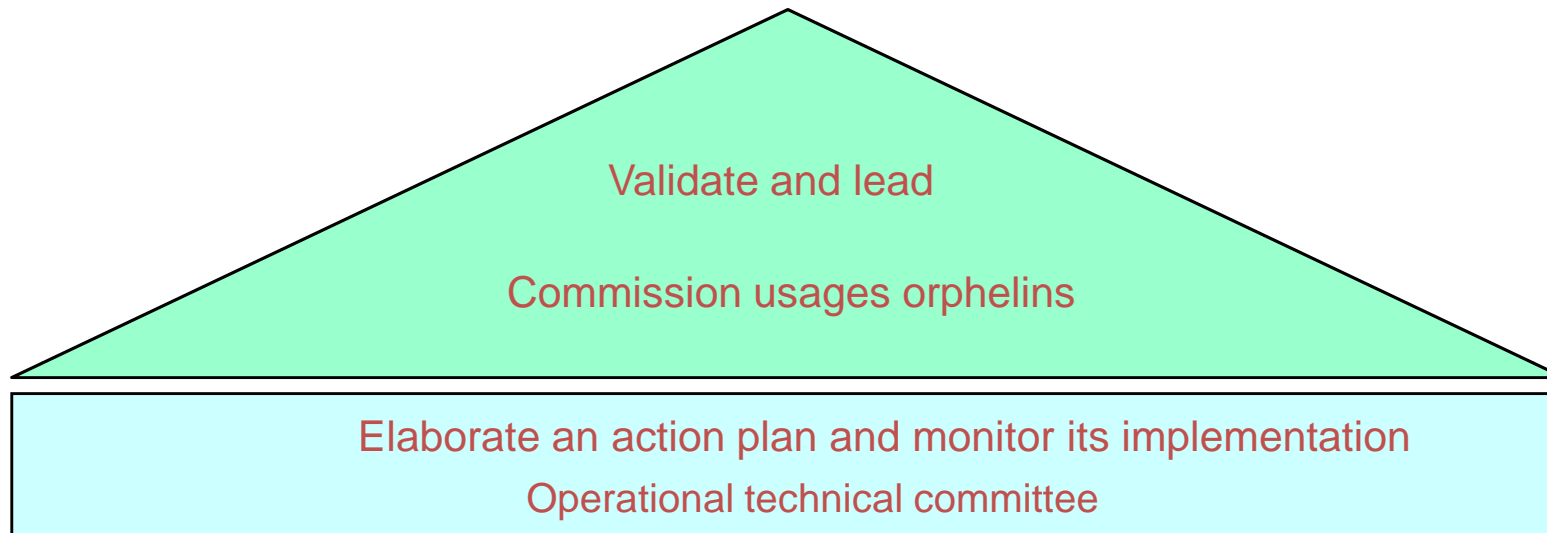 Validate and lead
Commission usages orphelins
Elaborate an action plan and monitor its implementation
Operational technical committee